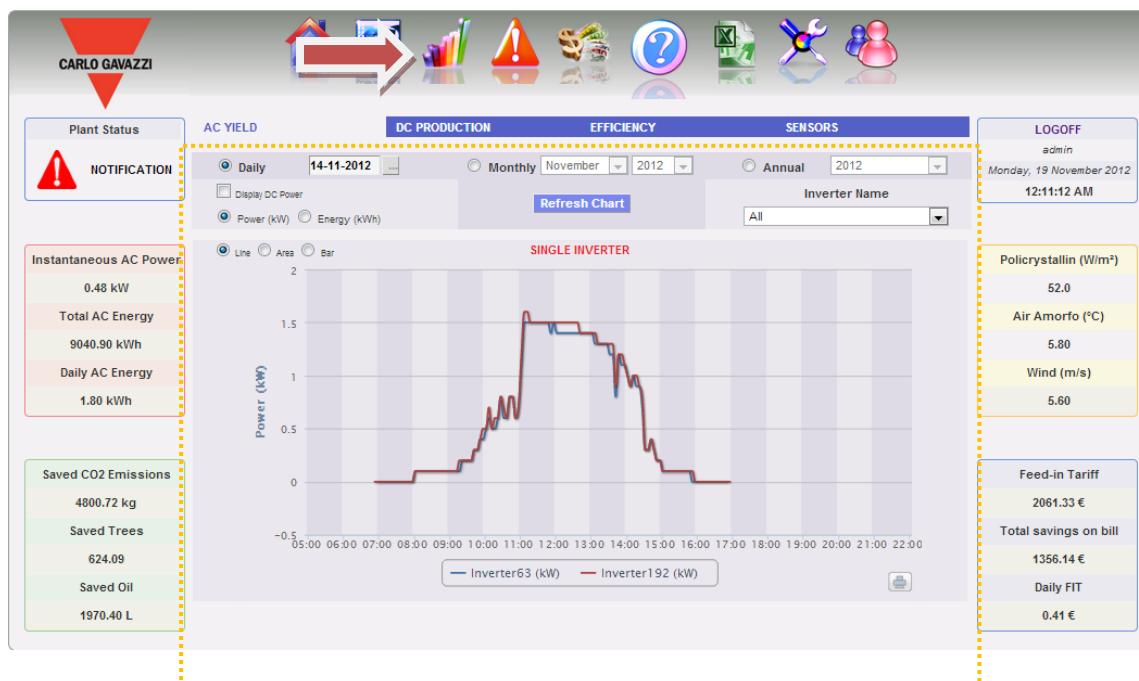 CARLO GAVAZZI
Plant Status
NOTIFICATION
Instantaneous AC Power
0.48 kW
Total AC Energy
9040.90 kWh
Daily AC Energy
1.80 kWh
Saved CO2 Emissions
4800.72 kg
Saved Trees
624.09
Saved Oil
1970.40 L
AC YIELD DC PRODUCTION EFFICIENCY SENSORS
Daily 14-11-2012 ... Monthly November 2012 Annual 2012
Display DC Power
Refresh Chart
Inverter Name
Power (kW) Energy (kWh)
All
Line Area Bar
SINGLE INVERTER
Power (kW)
2
1.5
1
0.5
0
-0.5
05:00 06:00 07:00 08:00 09:00 10:00 11:00 12:00 13:00 14:00 15:00 16:00 17:00 18:00 19:00 20:00 21:00 22:00
Inverter63 (kW) Inverter192 (kW)
LOGOFF
admin
Monday, 19 November 2012
12:11:12 AM
Policrystallin (W/m²)
52.0
Air Amorfo (°C)
5.80
Wind (m/s)
5.60
Feed-in Tariff
2061.33 €
Total savings on bill
1356.14 €
Daily FIT
0.41 €